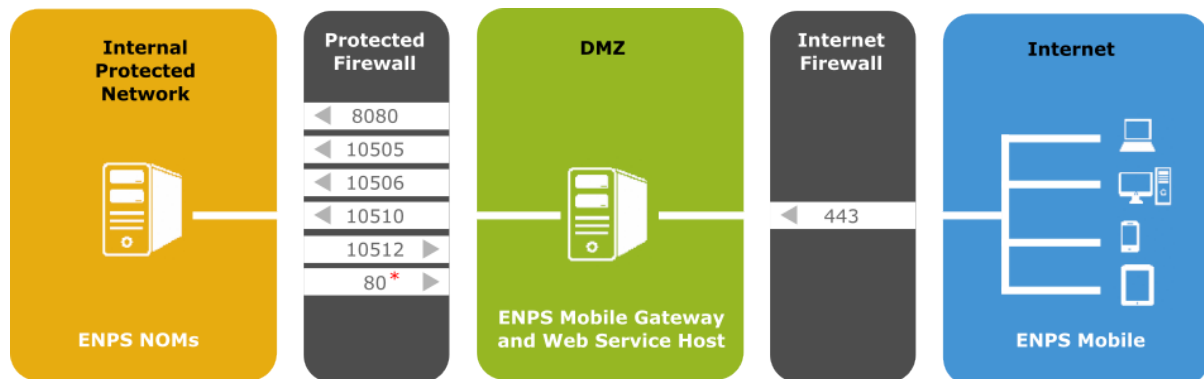 Internal
Protected
Network
ENPS NOMs
Protected
Firewall
8080
10505
10506
10510
10512
80*
DMZ
ENPS Mobile Gateway
and Web Service Host
Internet
Firewall
443
Internet
ENPS Mobile